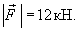 |F⃗| = 12 кН.